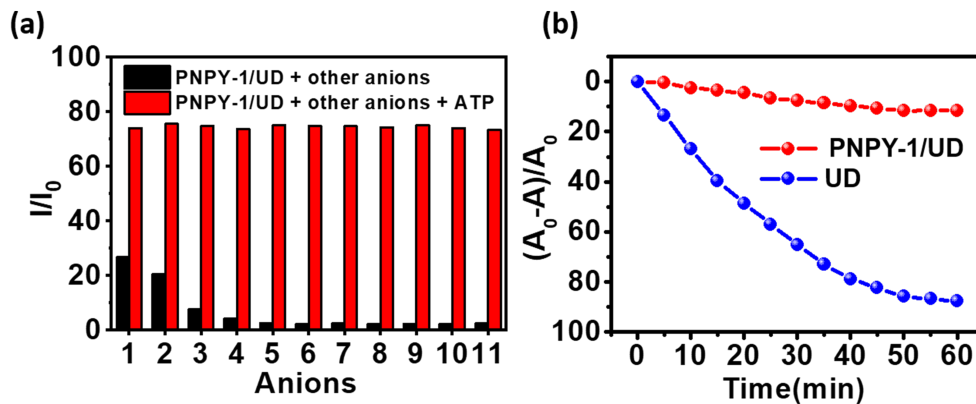 (a)
I/I0
100
80
60
40
20
0
PNPY-1/UD + other anions
PNPY-1/UD + other anions + ATP
1 2 3 4 5 6 7 8 9 10 11
Anions
(b)
(A0-A)/A0
0
20
40
60
80
100
PNPY-1/UD
UD
0 10 20 30 40 50 60
Time(min)